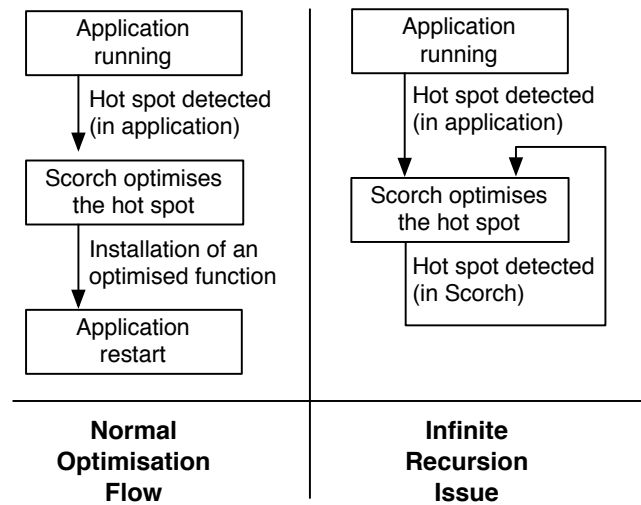 Application
running
Hot spot detected
(in application)
Scorch optimises
the hot spot
Installation of an
optimised function
Application
restart
Normal
Optimisation
Flow
Application
running
Hot spot detected
(in application)
Scorch optimises
the hot spot
Hot spot detected
(in Scorch)
Infinite
Recursion
Issue